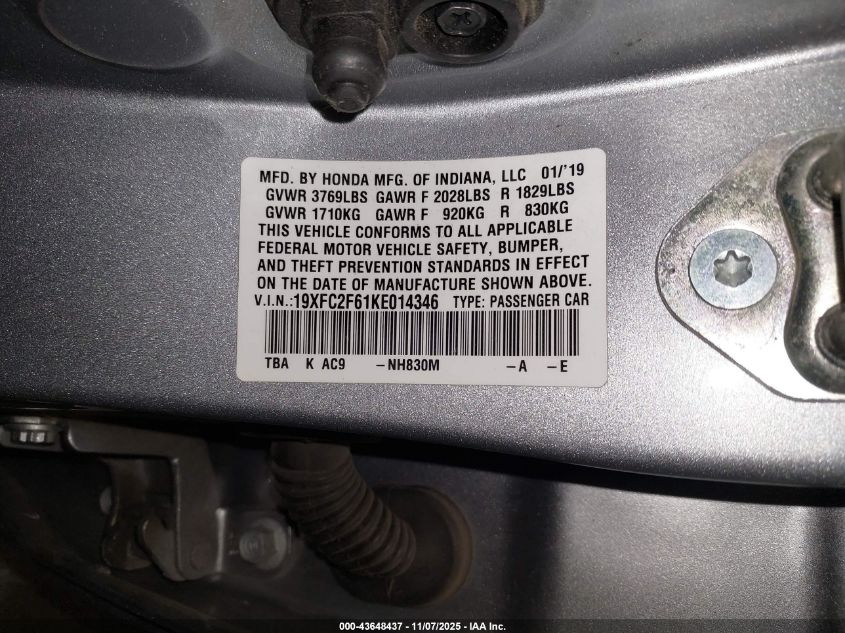 MFD. BY HONDA MFG. OF INDIANA, LLC 01/'19
GVWR 3769LBS GAWR F 2028LBS R 1829LBS
GVWR 1710KG GAWR F 920KG R 830KG
THIS VEHICLE CONFORMS TO ALL APPLICABLE
FEDERAL MOTOR VEHICLE SAFETY, BUMPER,
AND THEFT PREVENTION STANDARDS IN EFFECT
ON THE DATE OF MANUFACTURE SHOWN ABOVE.
V.I.N.:19XFC2F61KE014346 TYPE: PASSENGER CAR
TBA K AC9 -NH830M -A -E
000-43648437 - 11/07/2025 - IAA Inc.